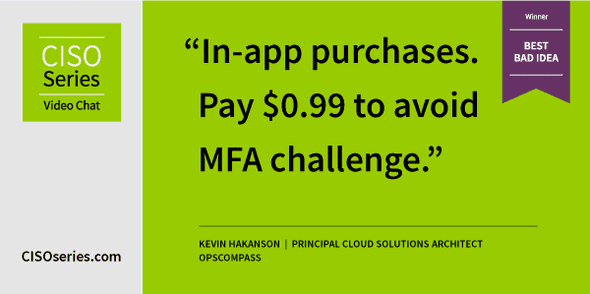 CISO
Series
Video Chat
“In-app purchases.
Pay $0.99 to avoid
MFA challenge.”
Winner
BEST
BAD IDEA
KEVIN HAKANSON | PRINCIPAL CLOUD SOLUTIONS ARCHITECT
OPSCOMPASS
CISOseries.com